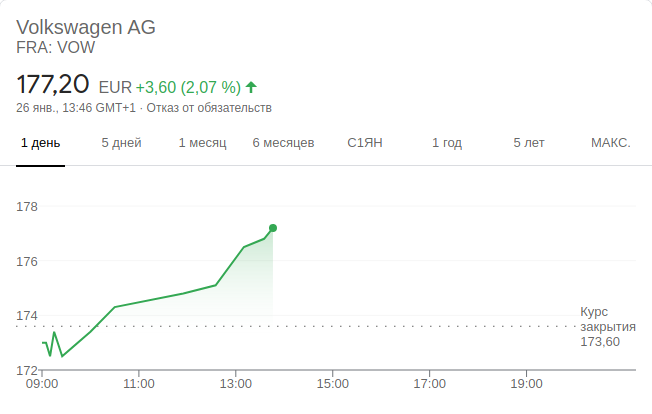 Volkswagen AG
FRA: VOW
177,20 EUR +3,60 (2,07 %)
26 янв., 13:46 GMT+1 · Отказ от обязательств
1 день 5 дней 1 месяц 6 месяцев С1ЯН 1 год 5 лет МАКС.
178
176
174
Курс
закрытия
173,60
172
09:00 11:00 13:00 15:00 17:00 19:00